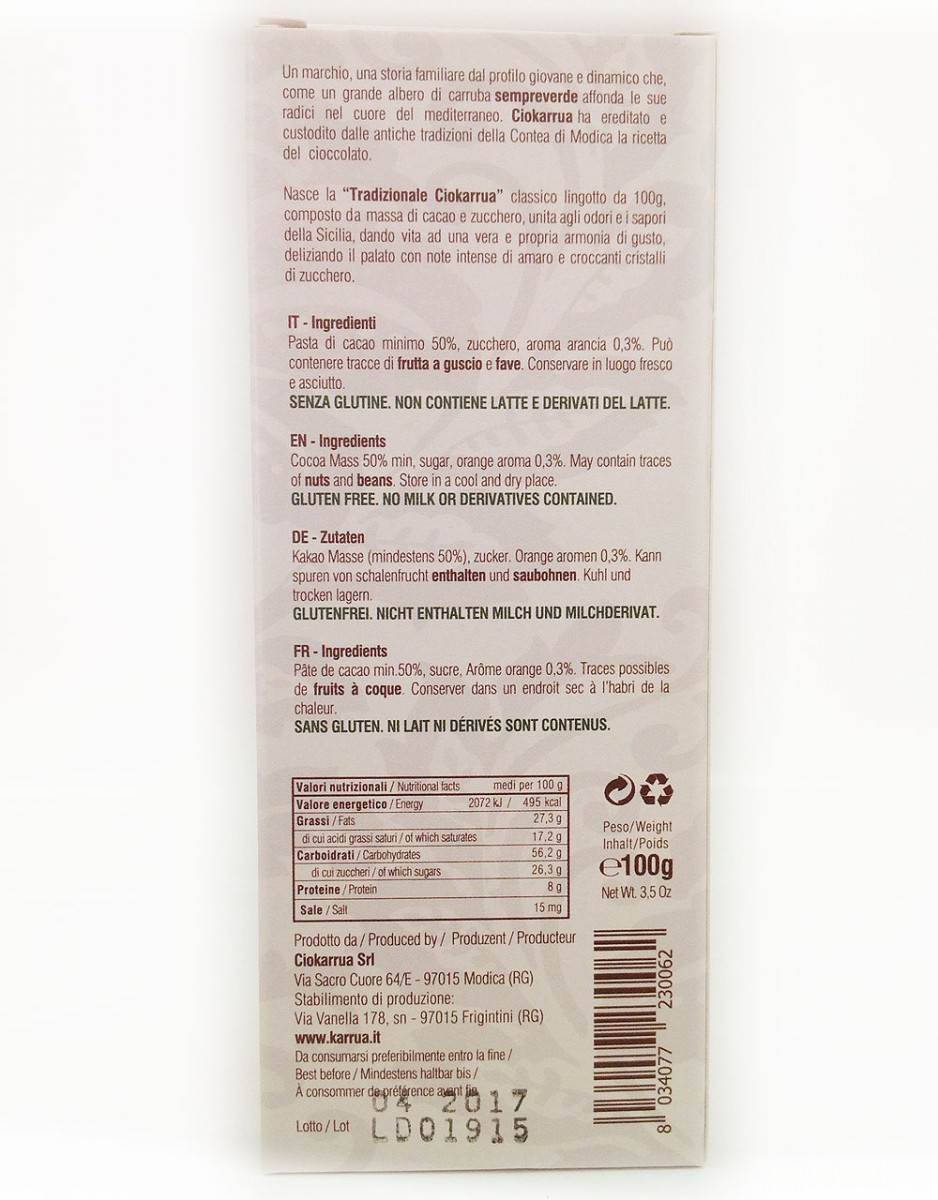 Un marchio, una storia familiare dal profilo giovane e dinamico che,
come un grande albero di carruba sempreverde affonda le sue
radici nel cuore del mediterraneo. Ciokarrua ha ereditato e
custodito dalle antiche tradizioni della Contea di Modica la ricetta
del cioccolato.
Nasce la “Tradizionale Ciokarrua” classico lingotto da 100g,
composto da massa di cacao e zucchero, unita agli odori e i sapori
della Sicilia, dando vita ad una vera e propria armonia di gusto,
deliziando il palato con note intense di amaro e croccanti cristalli
di zucchero.
IT - Ingredienti
Pasta di cacao minimo 50%, zucchero, aroma arancia 0,3%. Può
contenere tracce di frutta a guscio e fave. Conservare in luogo fresco
e asciutto.
SENZA GLUTINE. NON CONTIENE LATTE E DERIVATI DEL LATTE.
EN - Ingredients
Cocoa Mass 50% min, sugar, orange aroma 0,3%. May contain traces
of nuts and beans. Store in a cool and dry place.
GLUTEN FREE. NO MILK OR DERIVATIVES CONTAINED.
DE - Zutaten
Kakao Masse (mindestens 50%), zucker. Orange aromen 0,3%. Kann
spuren von schalenfrucht enthalten und saubohnen. Kuhl und
trocken lagern.
GLUTENFREI. NICHT ENTHALTEN MILCH UND MILCHDERIVAT.
FR - Ingredients
Pâte de cacao min.50%, sucre, Arôme orange 0,3%. Traces possibles
de fruits à coque. Conserver dans un endroit sec à l'habri de la
chaleur.
SANS GLUTEN. NI LAIT NI DÉRIVÉS SONT CONTENUS.
Valori nutrizionali / Nutritional facts medi per 100 g
Valore energetico / Energy 2072 kJ / 495 kcal
Grassi / Fats 27,3 g
di cui acidi grassi saturi / of which saturates 17,2 g
Carboidrati / Carbohydrates 56,2 g
di cui zuccheri / of which sugars 26,3 g
Proteine / Protein 8 g
Sale / Salt 15 mg
Peso/Weight
Inhalt/Poids
e100g
Net Wt. 3,5 Oz
Prodotto da / Produced by / Produzent / Producteur
Ciokarrua Srl
Via Sacro Cuore 64/E - 97015 Modica (RG)
Stabilimento di produzione:
Via Vanella 178, sn - 97015 Frigintini (RG)
www.karrua.it
Da consumarsi preferibilmente entro la fine /
Best before / Mindestens haltbar bis /
À consommer de préférence avant fin
04 2017
Lotto / Lot LD01915
8 034077 230062